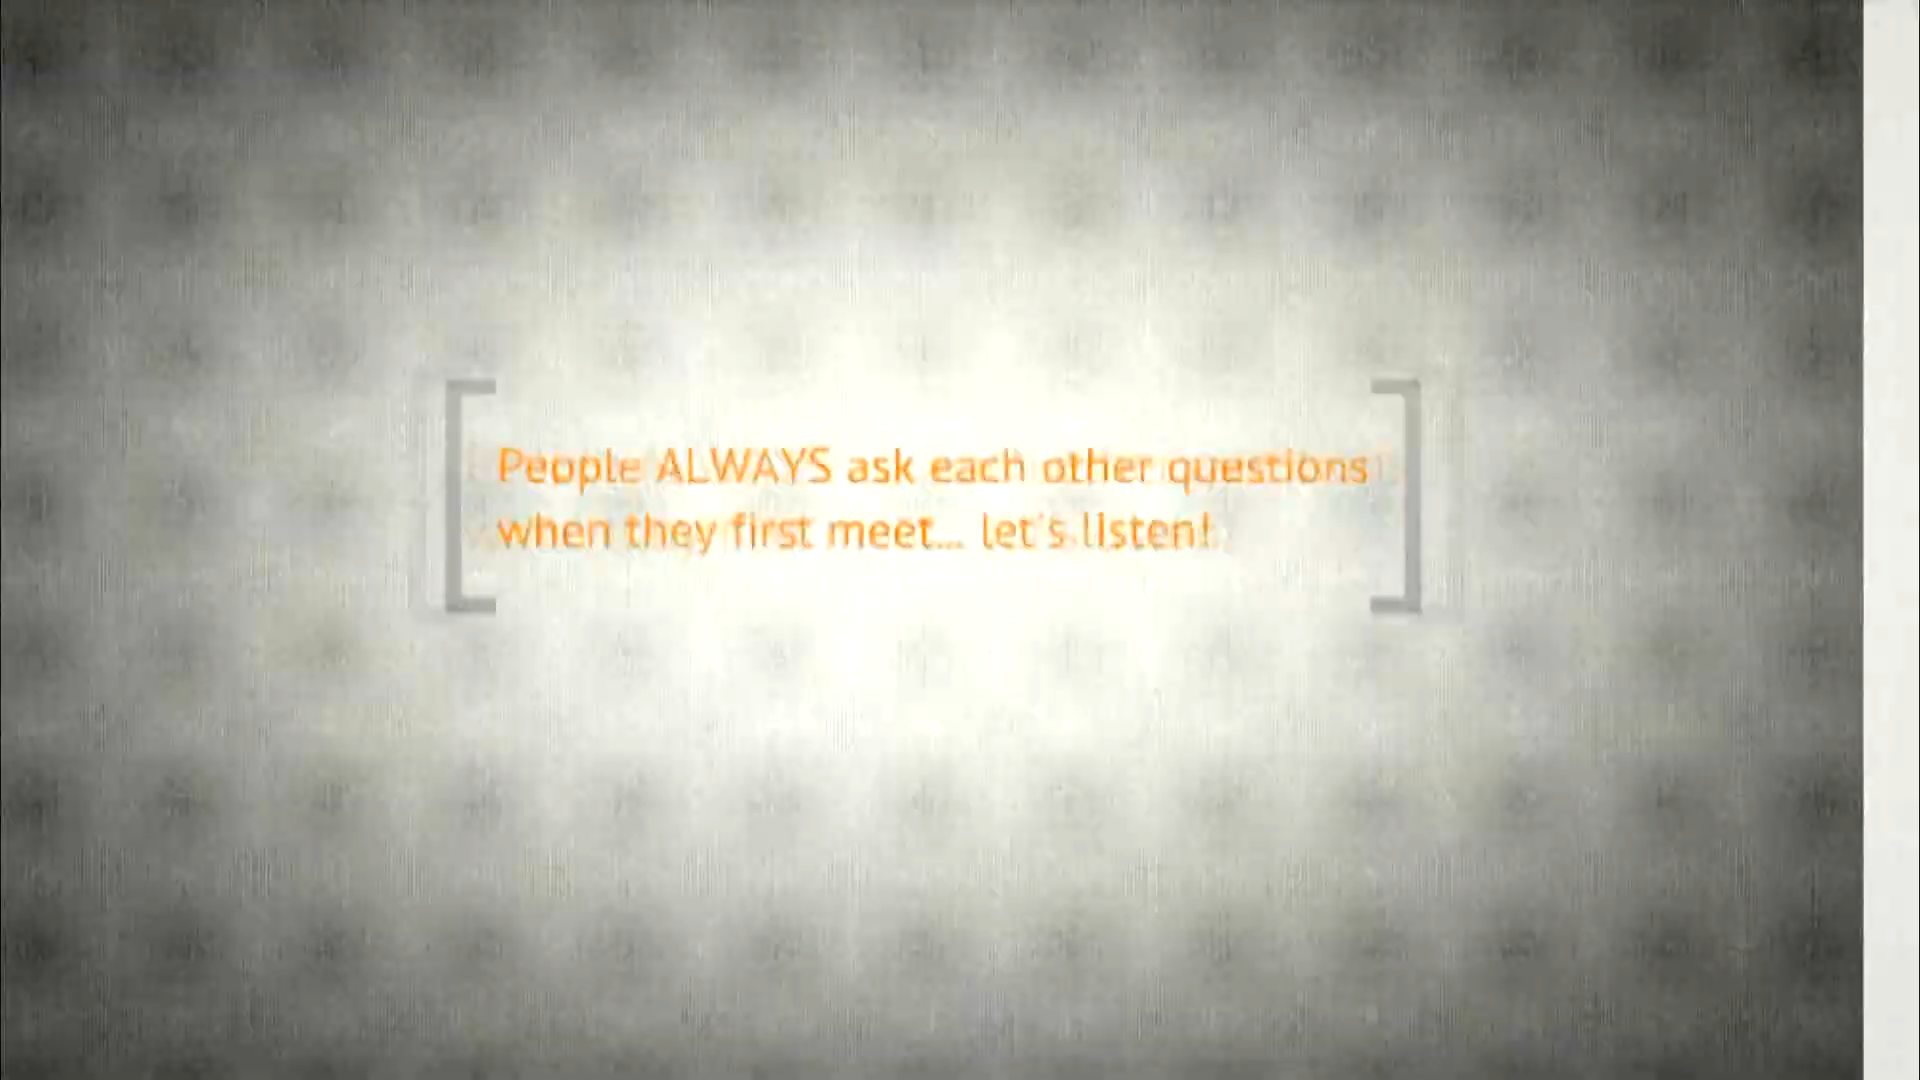 People ALWAYS ask each other questions
when they first meet... let's listen!